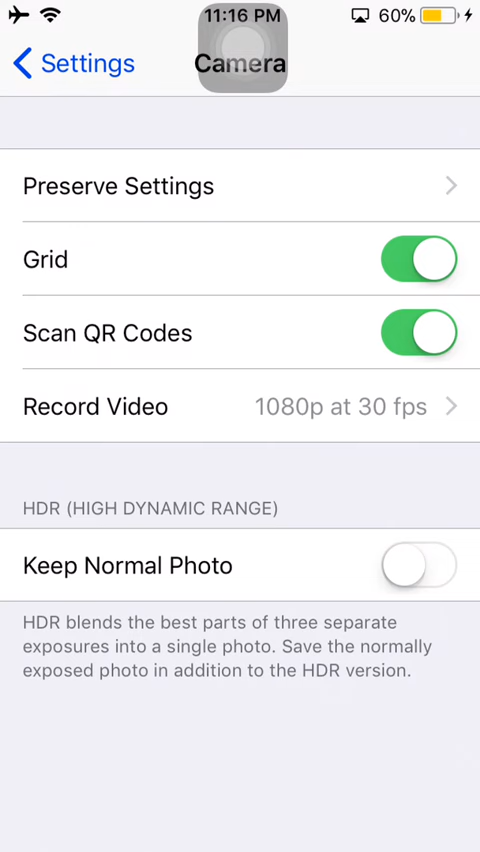 11:16 PM 60%
Settings Camera
Preserve Settings
Grid
Scan QR Codes
Record Video 1080p at 30 fps
HDR (HIGH DYNAMIC RANGE)
Keep Normal Photo
HDR blends the best parts of three separate
exposures into a single photo. Save the normally
exposed photo in addition to the HDR version.